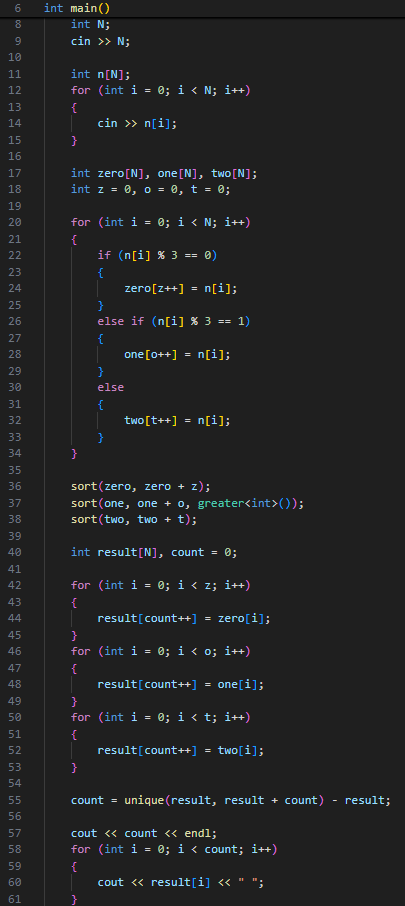 6 int main()
8 int N;
9 cin >> N;
10
11 int n[N];
12 for (int i = 0; i < N; i++)
13 {
14 cin >> n[i];
15 }
16
17 int zero[N], one[N], two[N];
18 int z = 0, o = 0, t = 0;
19
20 for (int i = 0; i < N; i++)
21 {
22 if (n[i] % 3 == 0)
23 {
24 zero[z++] = n[i];
25 }
26 else if (n[i] % 3 == 1)
27 {
28 one[o++] = n[i];
29 }
30 else
31 {
32 two[t++] = n[i];
33 }
34 }
35
36 sort(zero, zero + z);
37 sort(one, one + o, greater<int>());
38 sort(two, two + t);
39
40 int result[N], count = 0;
41
42 for (int i = 0; i < z; i++)
43 {
44 result[count++] = zero[i];
45 }
46 for (int i = 0; i < o; i++)
47 {
48 result[count++] = one[i];
49 }
50 for (int i = 0; i < t; i++)
51 {
52 result[count++] = two[i];
53 }
54
55 count = unique(result, result + count) - result;
56
57 cout << count << endl;
58 for (int i = 0; i < count; i++)
59 {
60 cout << result[i] << " ";
61 }